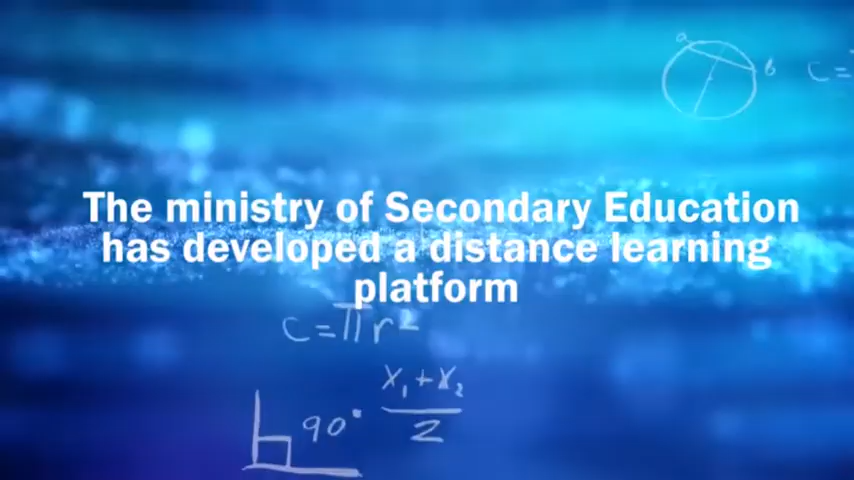 a
b
c=
The ministry of Secondary Education
has developed a distance learning
platform
c=πr²
x₁+x₂
90°
2